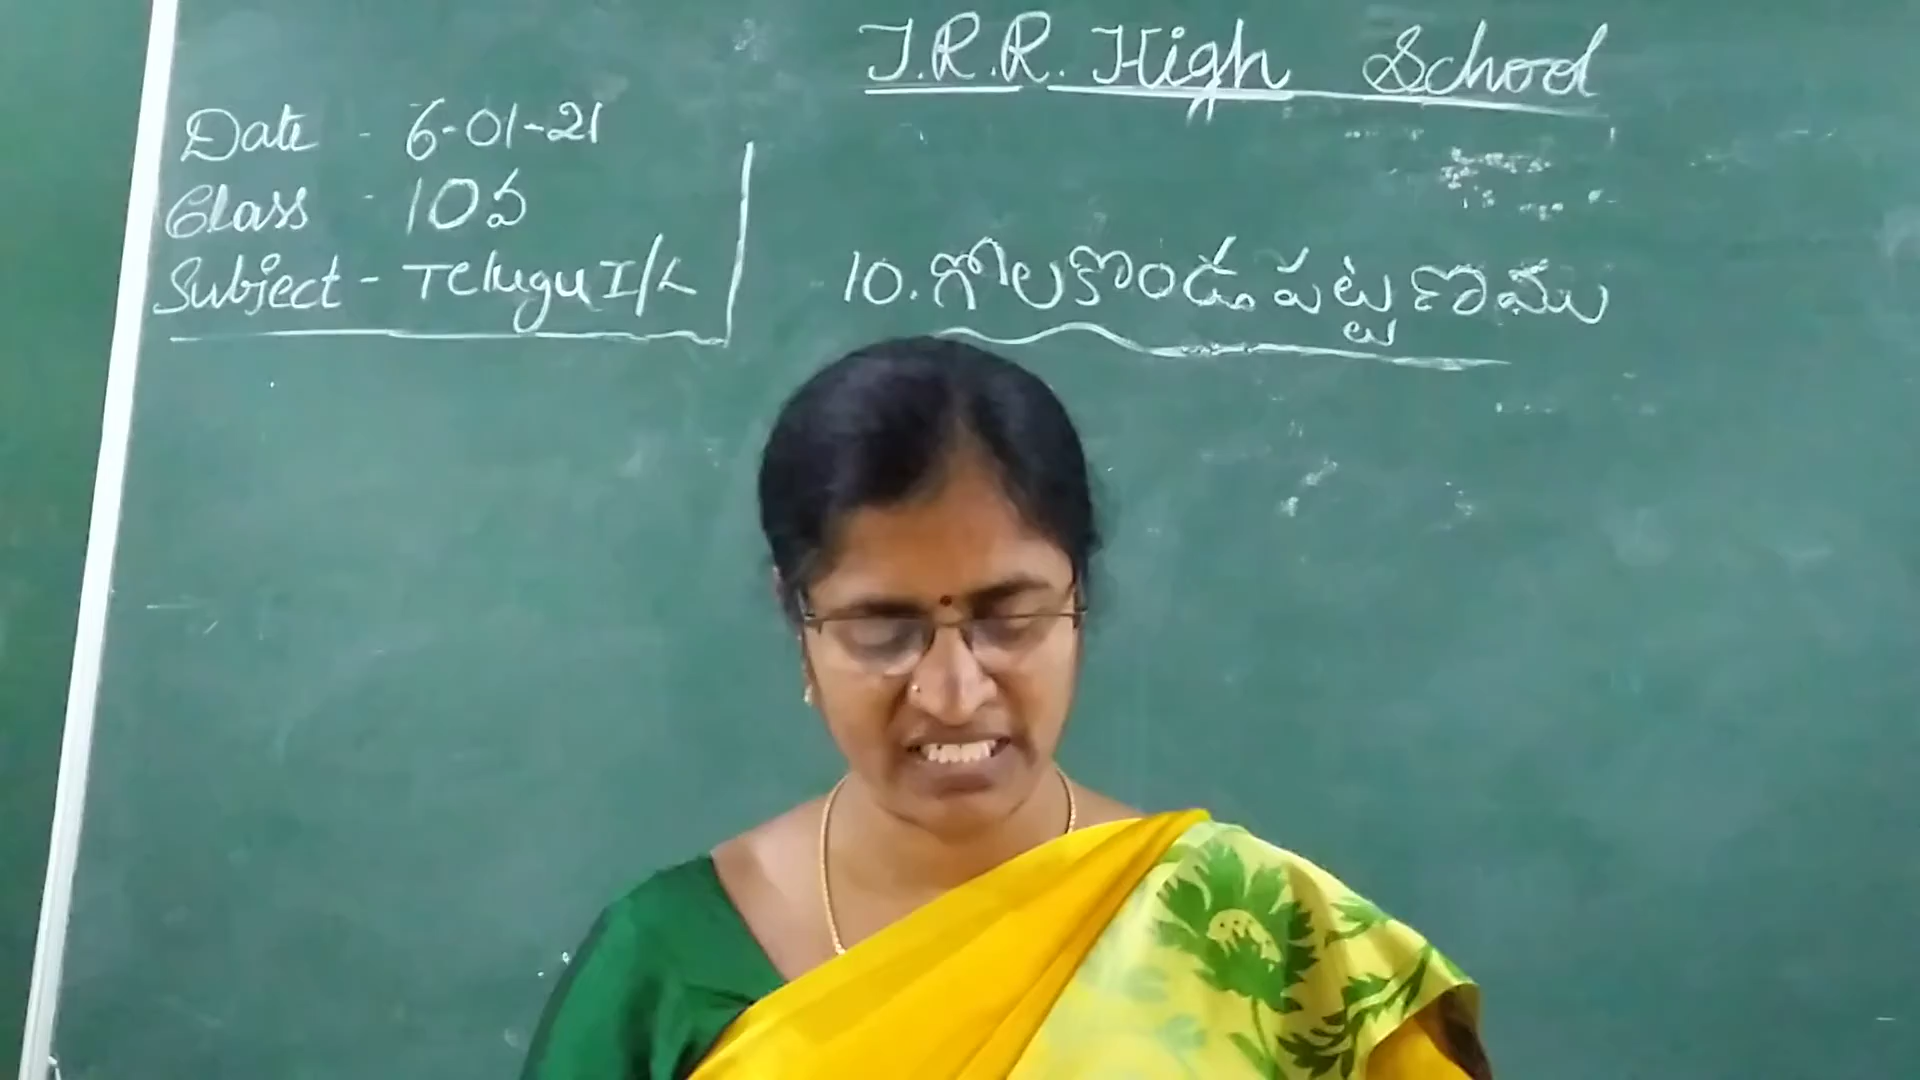 J.R.R. High School
Date - 6-01-21
Class - 10వ
Subject - Telugu I/L
10. గోలకొండ పట్టణము